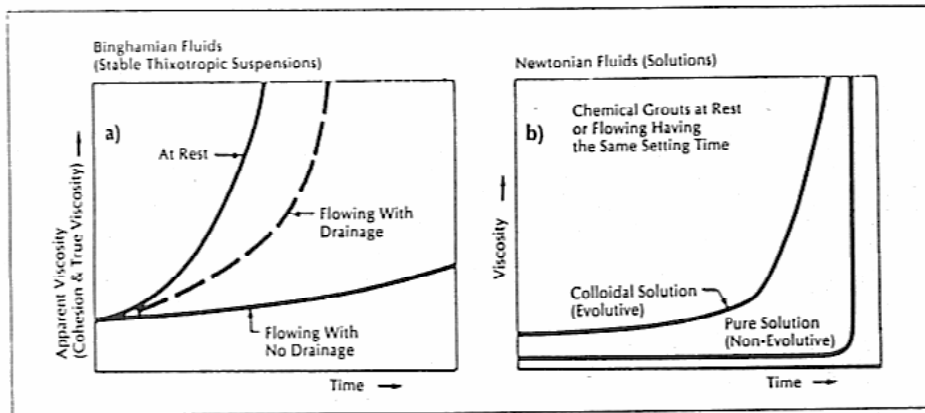 Binghamian Fluids
(Stable Thixotropic Suspensions)
a)
At Rest
Flowing With
Drainage
Flowing With
No Drainage
Apparent Viscosity
(Cohesion & True Viscosity)
Time
Newtonian Fluids (Solutions)
b)
Chemical Grouts at Rest
or Flowing Having
the Same Setting Time
Viscosity
Colloidal Solution
(Evolutive)
Pure Solution
(Non-Evolutive)
Time